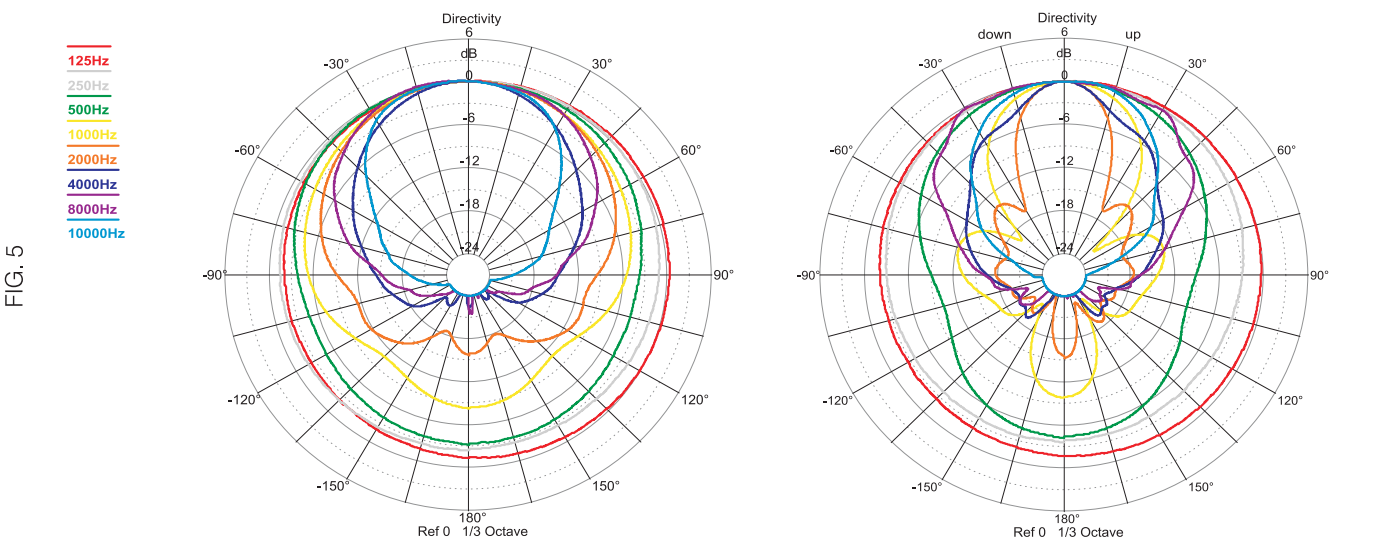 FIG. 5
125Hz
250Hz
500Hz
1000Hz
2000Hz
4000Hz
8000Hz
10000Hz
Directivity
6
dB
0
-6
-12
-18
-24
-30°
30°
-60°
60°
-90°
90°
-120°
120°
-150°
150°
180°
Ref 0 1/3 Octave
Directivity
down
6
up
dB
0
-6
-12
-18
-24
-30°
30°
-60°
60°
-90°
90°
-120°
120°
-150°
150°
180°
Ref 0 1/3 Octave